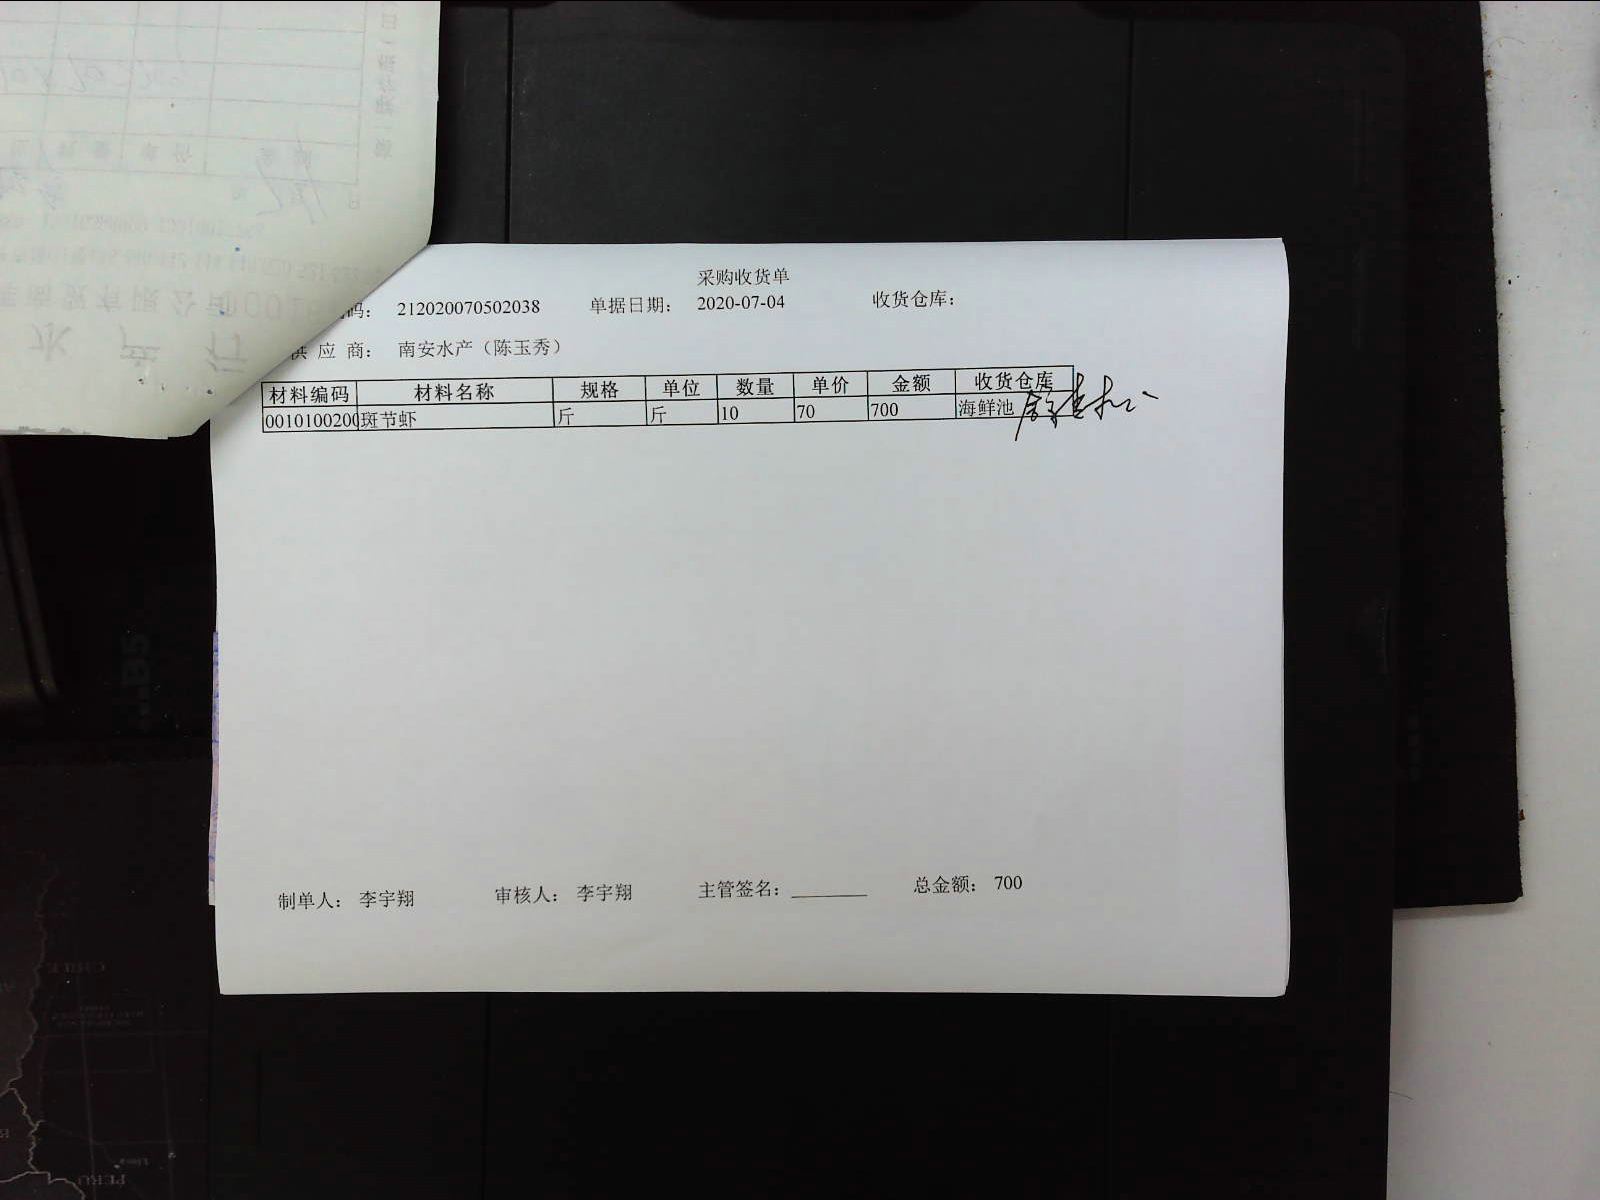 采购收货单
码： 212020070502038 单据日期： 2020-07-04 收货仓库：
供 应 商： 南安水产（陈玉秀）
材料编码 材料名称 规格 单位 数量 单价 金额 收货仓库
0010100200 斑节虾 斤 斤 10 70 700 海鲜池
制单人： 李宇翔 审核人： 李宇翔 主管签名： 总金额： 700